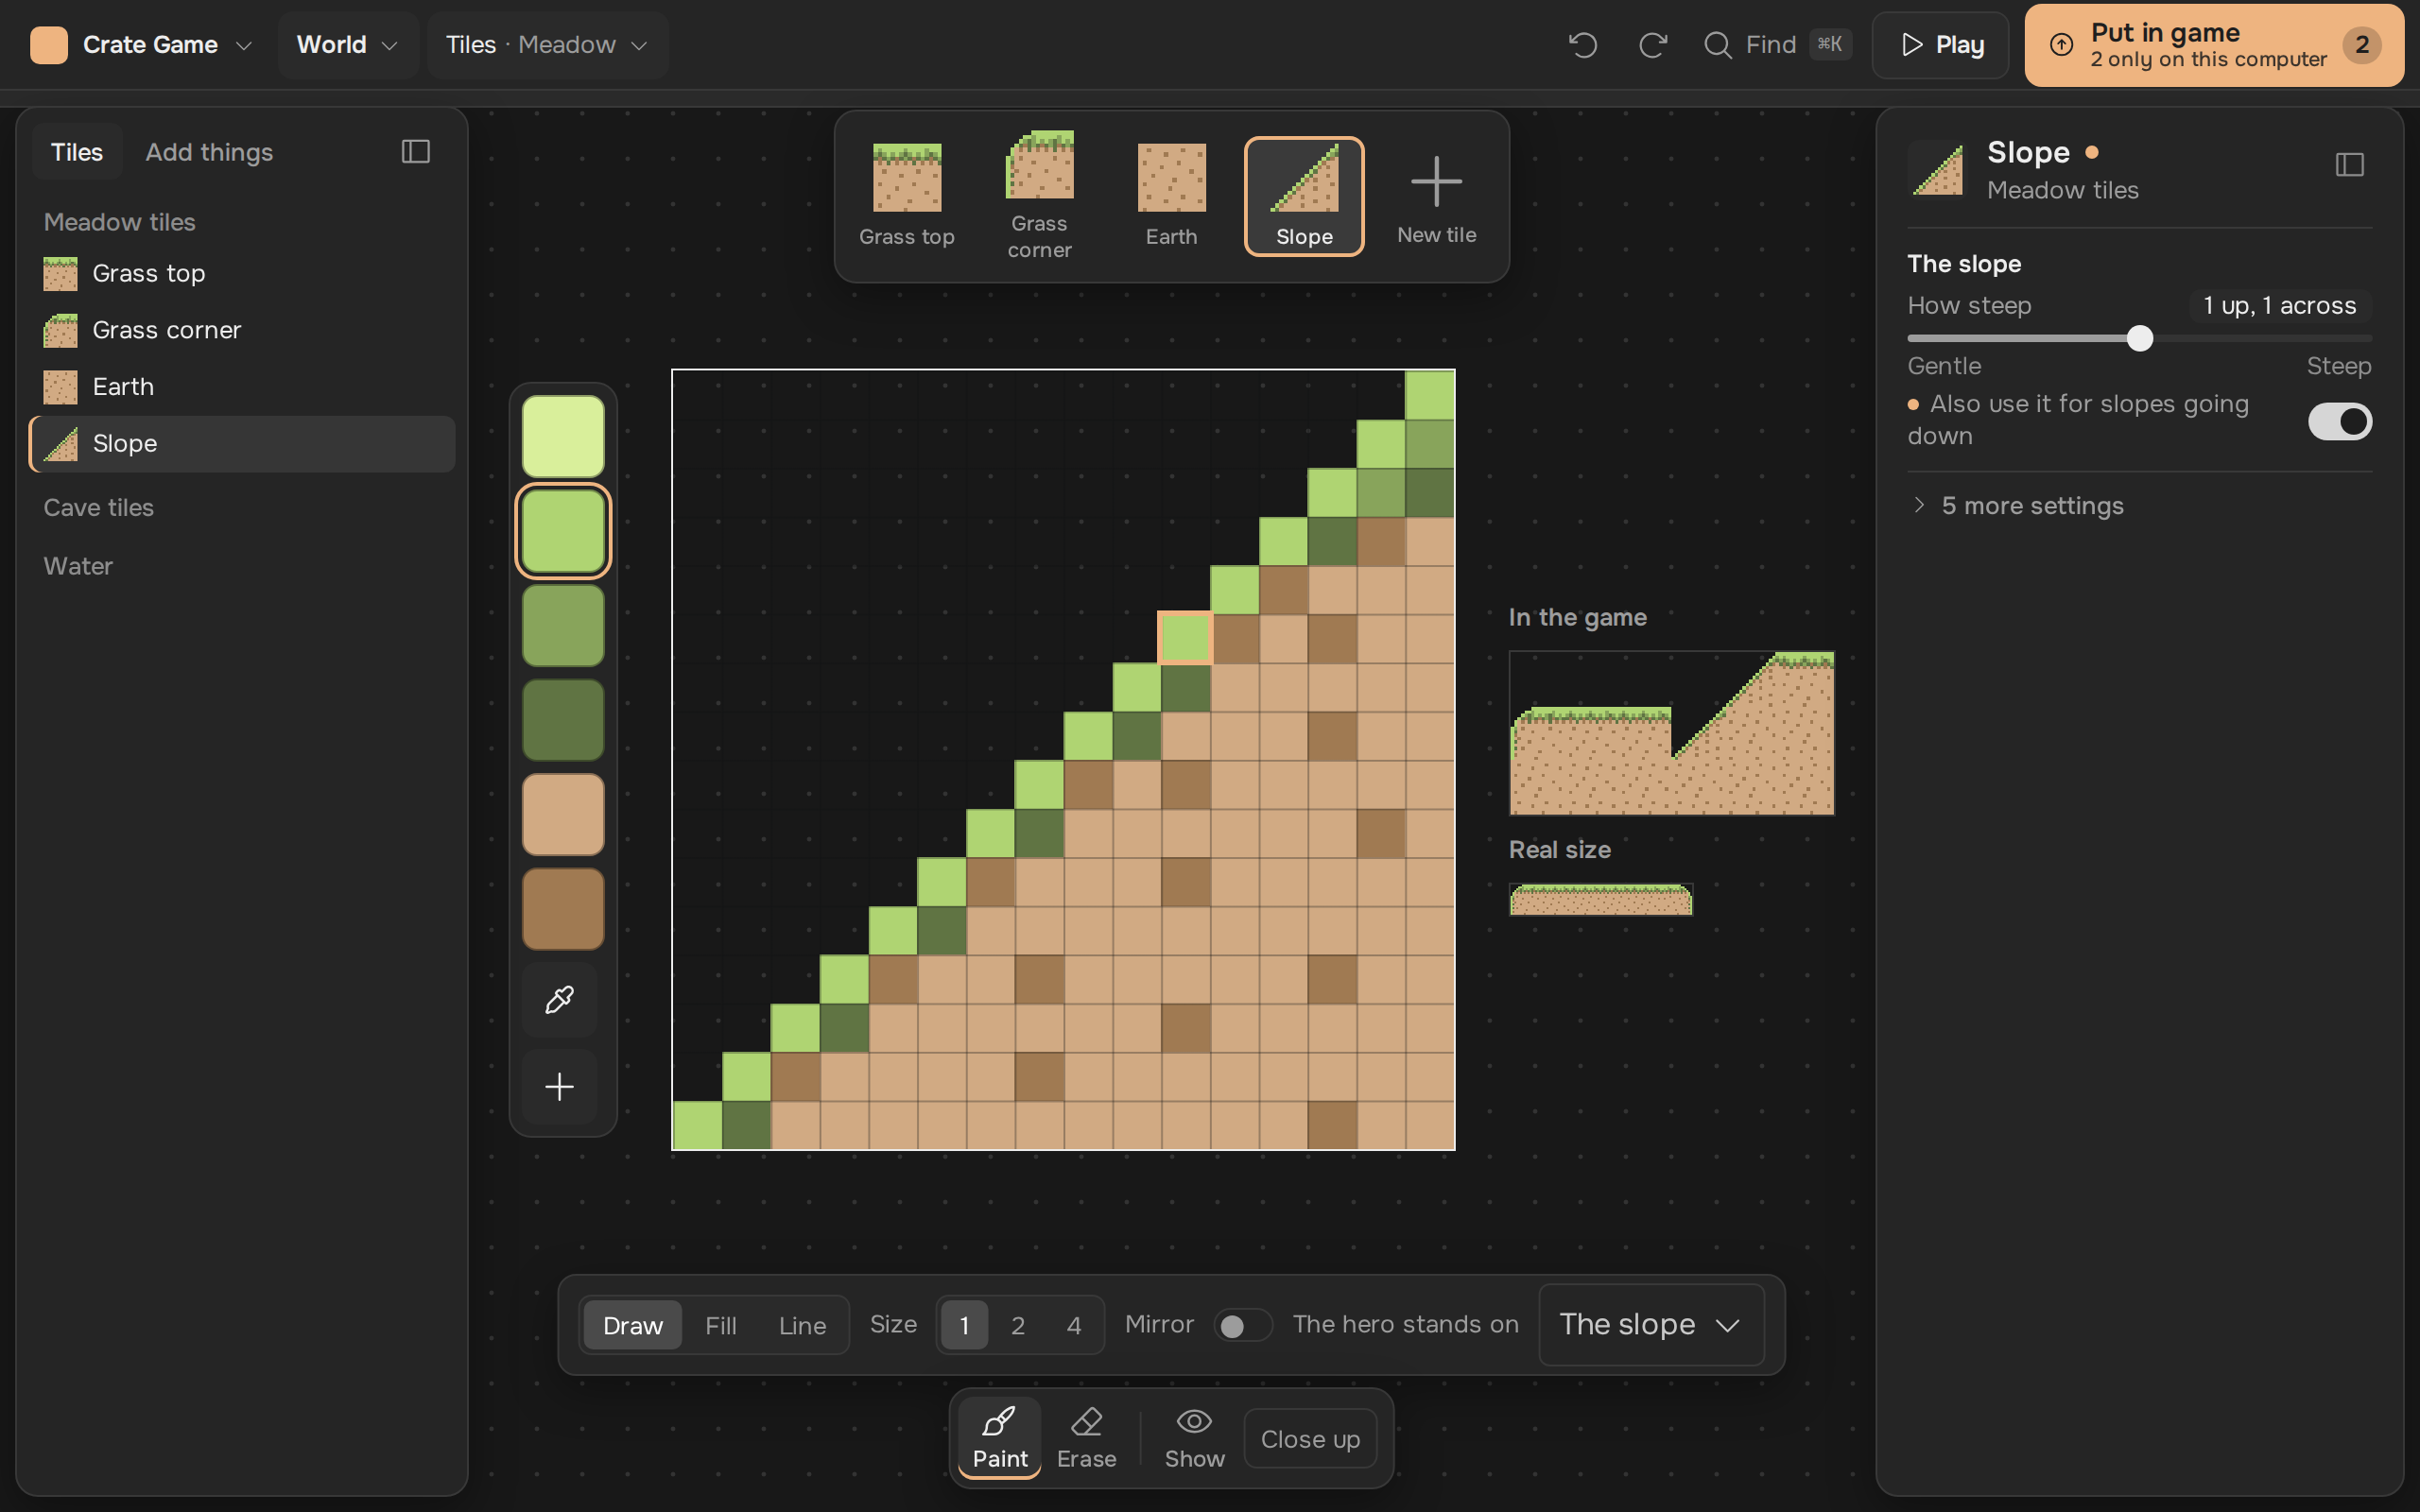 Crate Game
World
Tiles · Meadow
Find ⌘K
Play
Put in game
2 only on this computer
2
Tiles
Add things
Meadow tiles
Grass top
Grass corner
Earth
Slope
Cave tiles
Water
Grass top
Grass
corner
Earth
Slope
New tile
In the game
Real size
Slope
Meadow tiles
The slope
How steep
1 up, 1 across
Gentle
Steep
Also use it for slopes going
down
5 more settings
Draw
Fill
Line
Size
1
2
4
Mirror
The hero stands on
The slope
Paint
Erase
Show
Close up